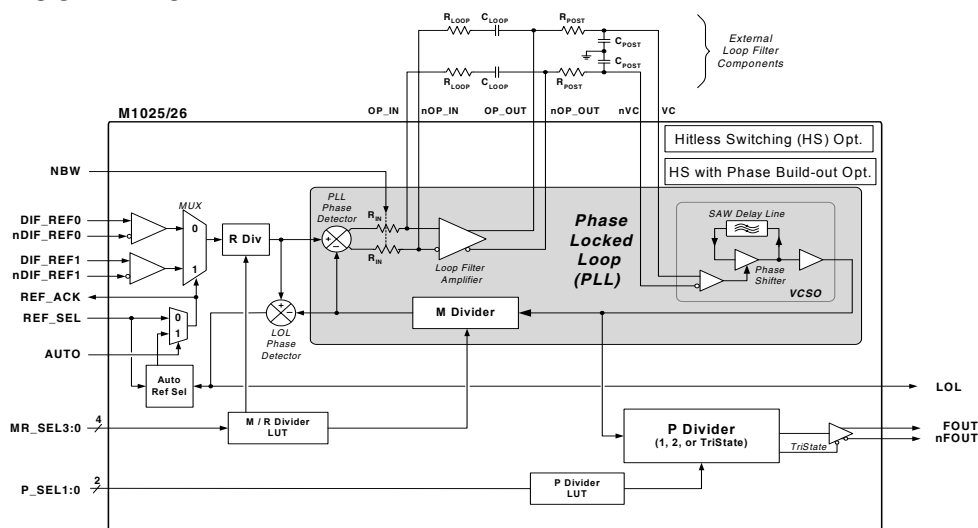 R_LOOP C_LOOP R_POST
C_POST
C_POST
R_LOOP C_LOOP R_POST
External
Loop Filter
Components
OP_IN nOP_IN OP_OUT nOP_OUT nVC VC
M1025/26
Hitless Switching (HS) Opt.
HS with Phase Build-out Opt.
NBW
MUX
PLL
Phase
Detector
R_IN
R_IN
Loop Filter
Amplifier
Phase
Locked
Loop
(PLL)
SAW Delay Line
Phase
Shifter
VCSO
DIF_REF0
nDIF_REF0
DIF_REF1
nDIF_REF1
0
1
R Div
REF_ACK
REF_SEL
0
1
AUTO
Auto
Ref Sel
LOL
Phase
Detector
M Divider
LOL
MR_SEL3:0
4
M / R Divider
LUT
P Divider
(1, 2, or TriState)
TriState
FOUT
nFOUT
P_SEL1:0
2
P Divider
LUT